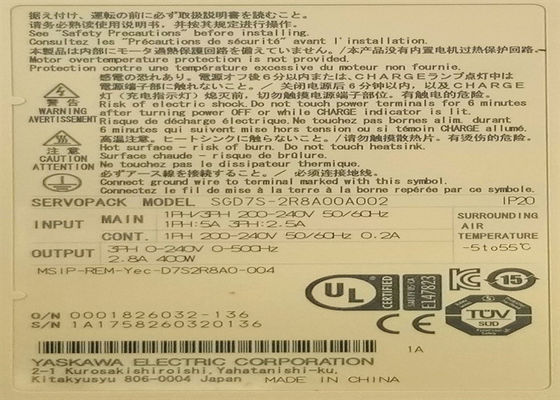 据え付け、運転の前に必ず取扱説明書を読むこと。
请务必熟读使用说明书，并按其规定操作。
See "Safety Precautions" before installing.
Consultez les "Précautions de sécurité" avant l'installation.
本製品は内部にモータ過熱保護回路を備えていません。/本产品没有内置电机过热保护回路。
Motor overtemperature protection is not provided.
Protection contre une température excessive du moteur non fournie.
警告
WARNING
AVERTISSEMENT
感電の恐れあり。電源オフ後6分以内または、CHARGEランプ点灯中は
電源端子部に触れないこと。/ 关闭电源后6分钟以内，以及CHARGE
灯（充电指示灯）熄灭前，切勿触摸电源端子部位。有触电的危险。
Risk of electric shock.Do not touch power terminals for 6 minutes
after turning power OFF or while CHARGE indicator is lit.
Risque de décharge électrique.Ne touchez pas bornes alim. durant
6 minutes qui suivent mise hors tension ou si témoin CHARGE allumé.
注意
CAUTION
ATTENTION
高温注意。ヒートシンクに触らないこと。/请勿触摸散热片。有烫伤的危险。
Hot surface - risk of burn. Do not touch heatsink.
Surface chaude - risque de brûlure.
Ne touchez pas le dissipateur thermique.
必ずアース線を接続すること。/ 必须连接地线。
Connect ground wire to terminal marked with this symbol.
Connectez le fil de mise à la terre à la borne repérée par ce symbole.
SERVOPACK MODEL SGD7S-2R8A00A002 IP20
INPUT MAIN 1PH/3PH 200-240V 50/60Hz
1PH:5A 3PH:2.5A
CONT. 1PH 200-240V 50/60Hz 0.2A
OUTPUT 3PH 0-240V 0-500Hz
2.8A 400W
SURROUNDING
AIR
TEMPERATURE
-5to55℃
MSIP-REM-Yec-D7S2R8A0-004
UL
CERTIFIED
SAFETY US-CA
EL47823
15
TÜV
SÜD
O/N 0001826032-136
S/N 1A1758260320136
1A
YASKAWA ELECTRIC CORPORATION
2-1 Kurosakishiroishi, Yahatanishi-ku,
Kitakyusyu 806-0004 Japan MADE IN CHINA